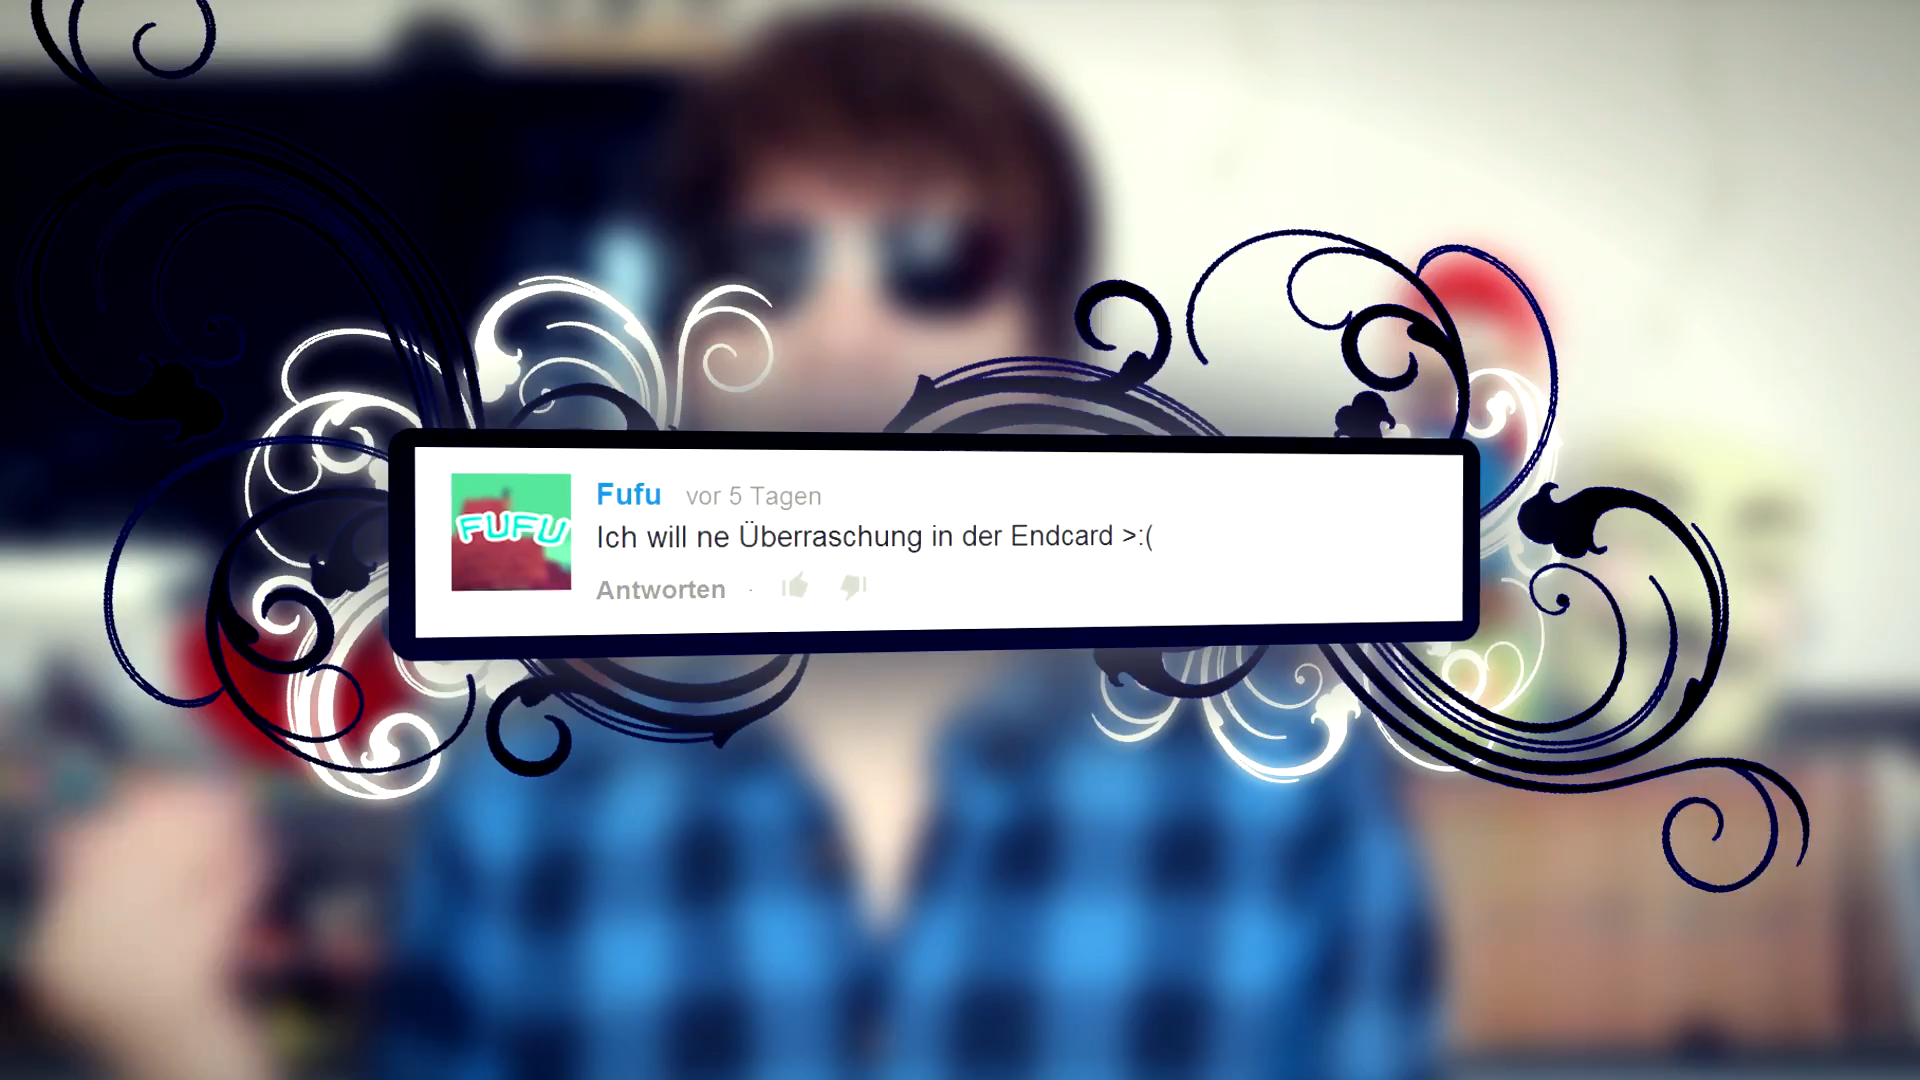 FUFU
Fufu vor 5 Tagen
Ich will ne Überraschung in der Endcard >:(
Antworten ·